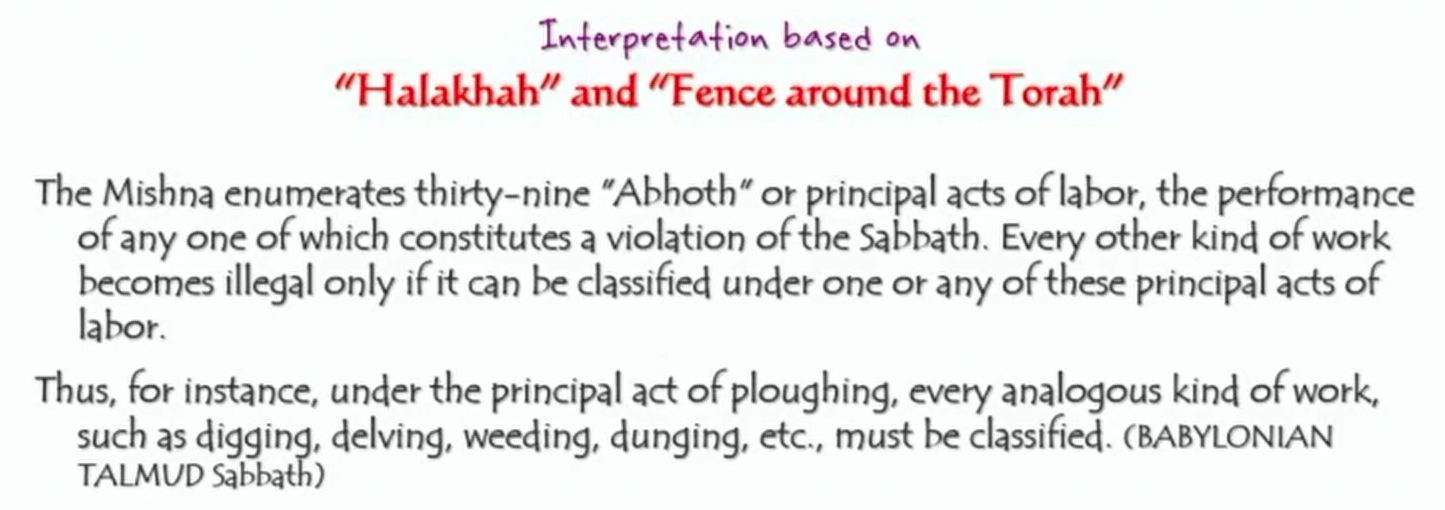 Interpretation based on
“Halakhah” and “Fence around the Torah”
The Mishna enumerates thirty-nine “Abhoth” or principal acts of labor, the performance
of any one of which constitutes a violation of the Sabbath. Every other kind of work
becomes illegal only if it can be classified under one or any of these principal acts of
labor.
Thus, for instance, under the principal act of ploughing, every analogous kind of work,
such as digging, delving, weeding, dunging, etc., must be classified. (BABYLONIAN
TALMUD Sabbath)